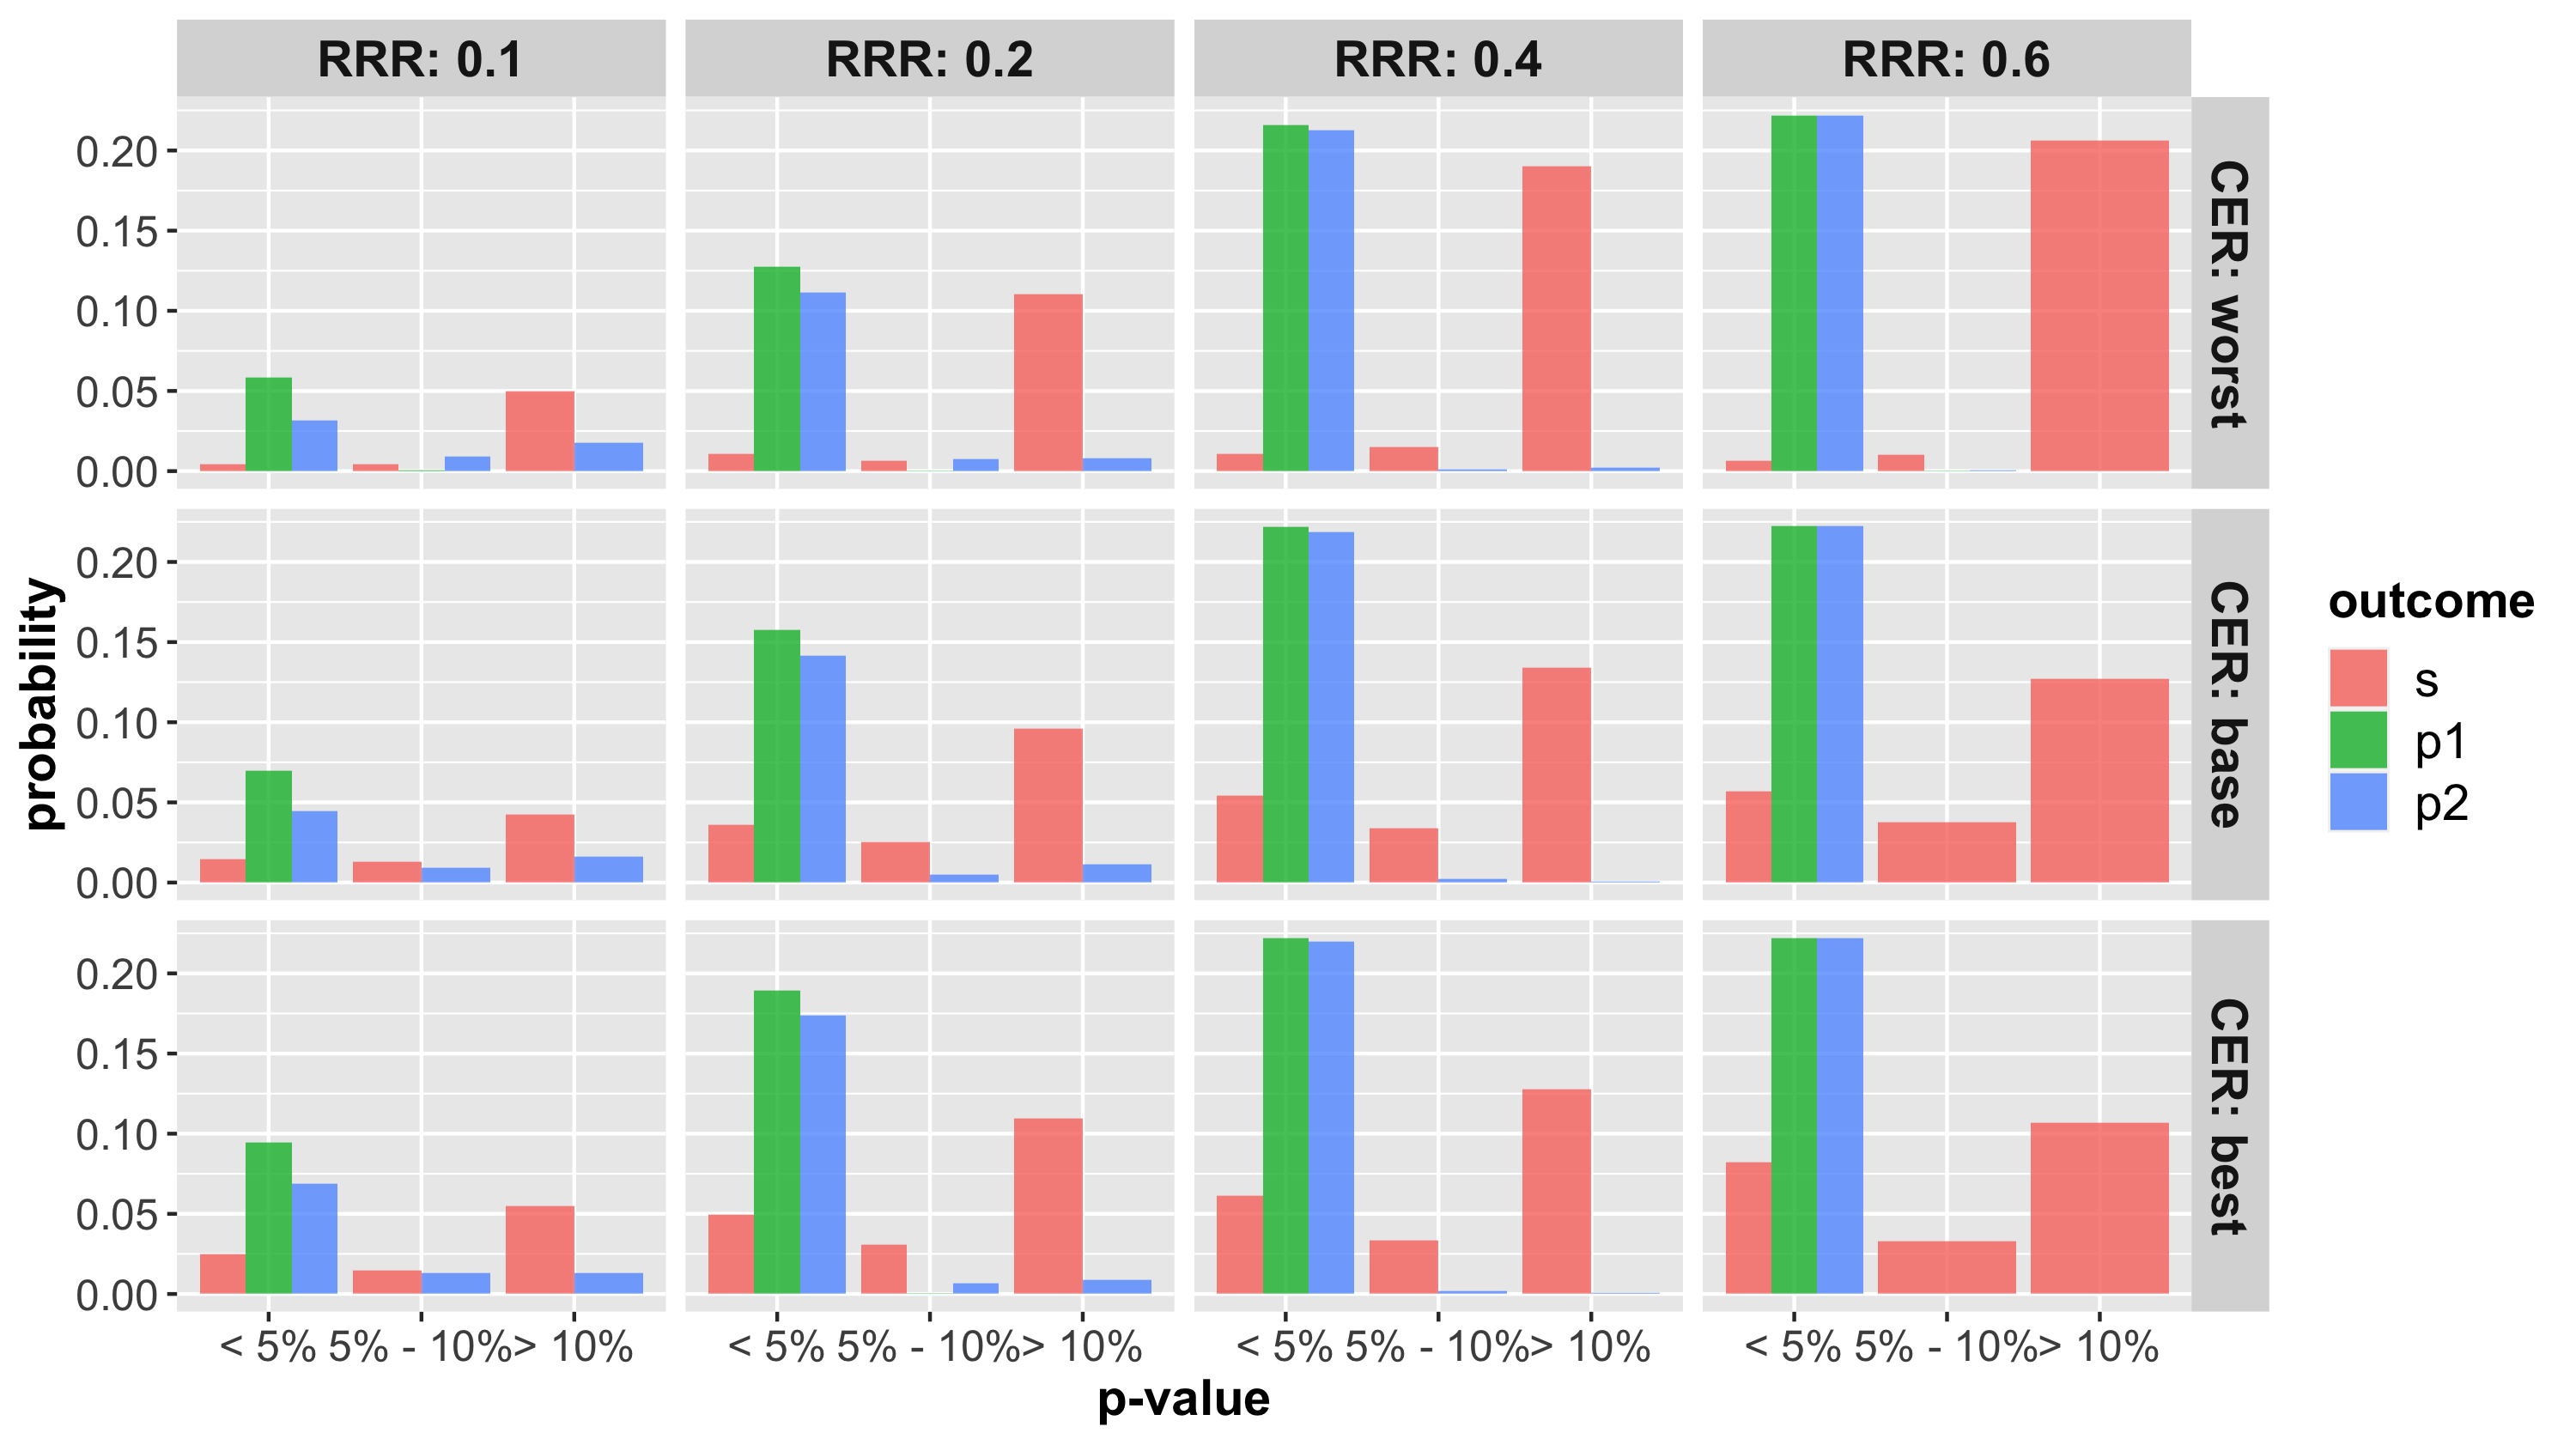 RRR: 0.1 RRR: 0.2 RRR: 0.4 RRR: 0.6
CER: worst
0.20
0.15
0.10
0.05
0.00
CER: base
0.20
0.15
0.10
0.05
0.00
CER: best
0.20
0.15
0.10
0.05
0.00
probability
< 5% 5% - 10% > 10% < 5% 5% - 10% > 10% < 5% 5% - 10% > 10% < 5% 5% - 10% > 10%
p-value
outcome
s
p1
p2